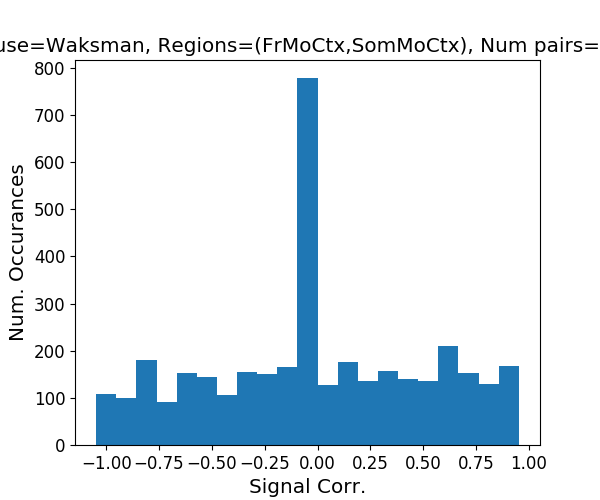 use=Waksman, Regions=(FrMoCtx,SomMoCtx), Num pairs=
800
700
600
500
400
300
200
100
0
Num. Occurances
−1.00 −0.75 −0.50 −0.25 0.00 0.25 0.50 0.75 1.00
Signal Corr.